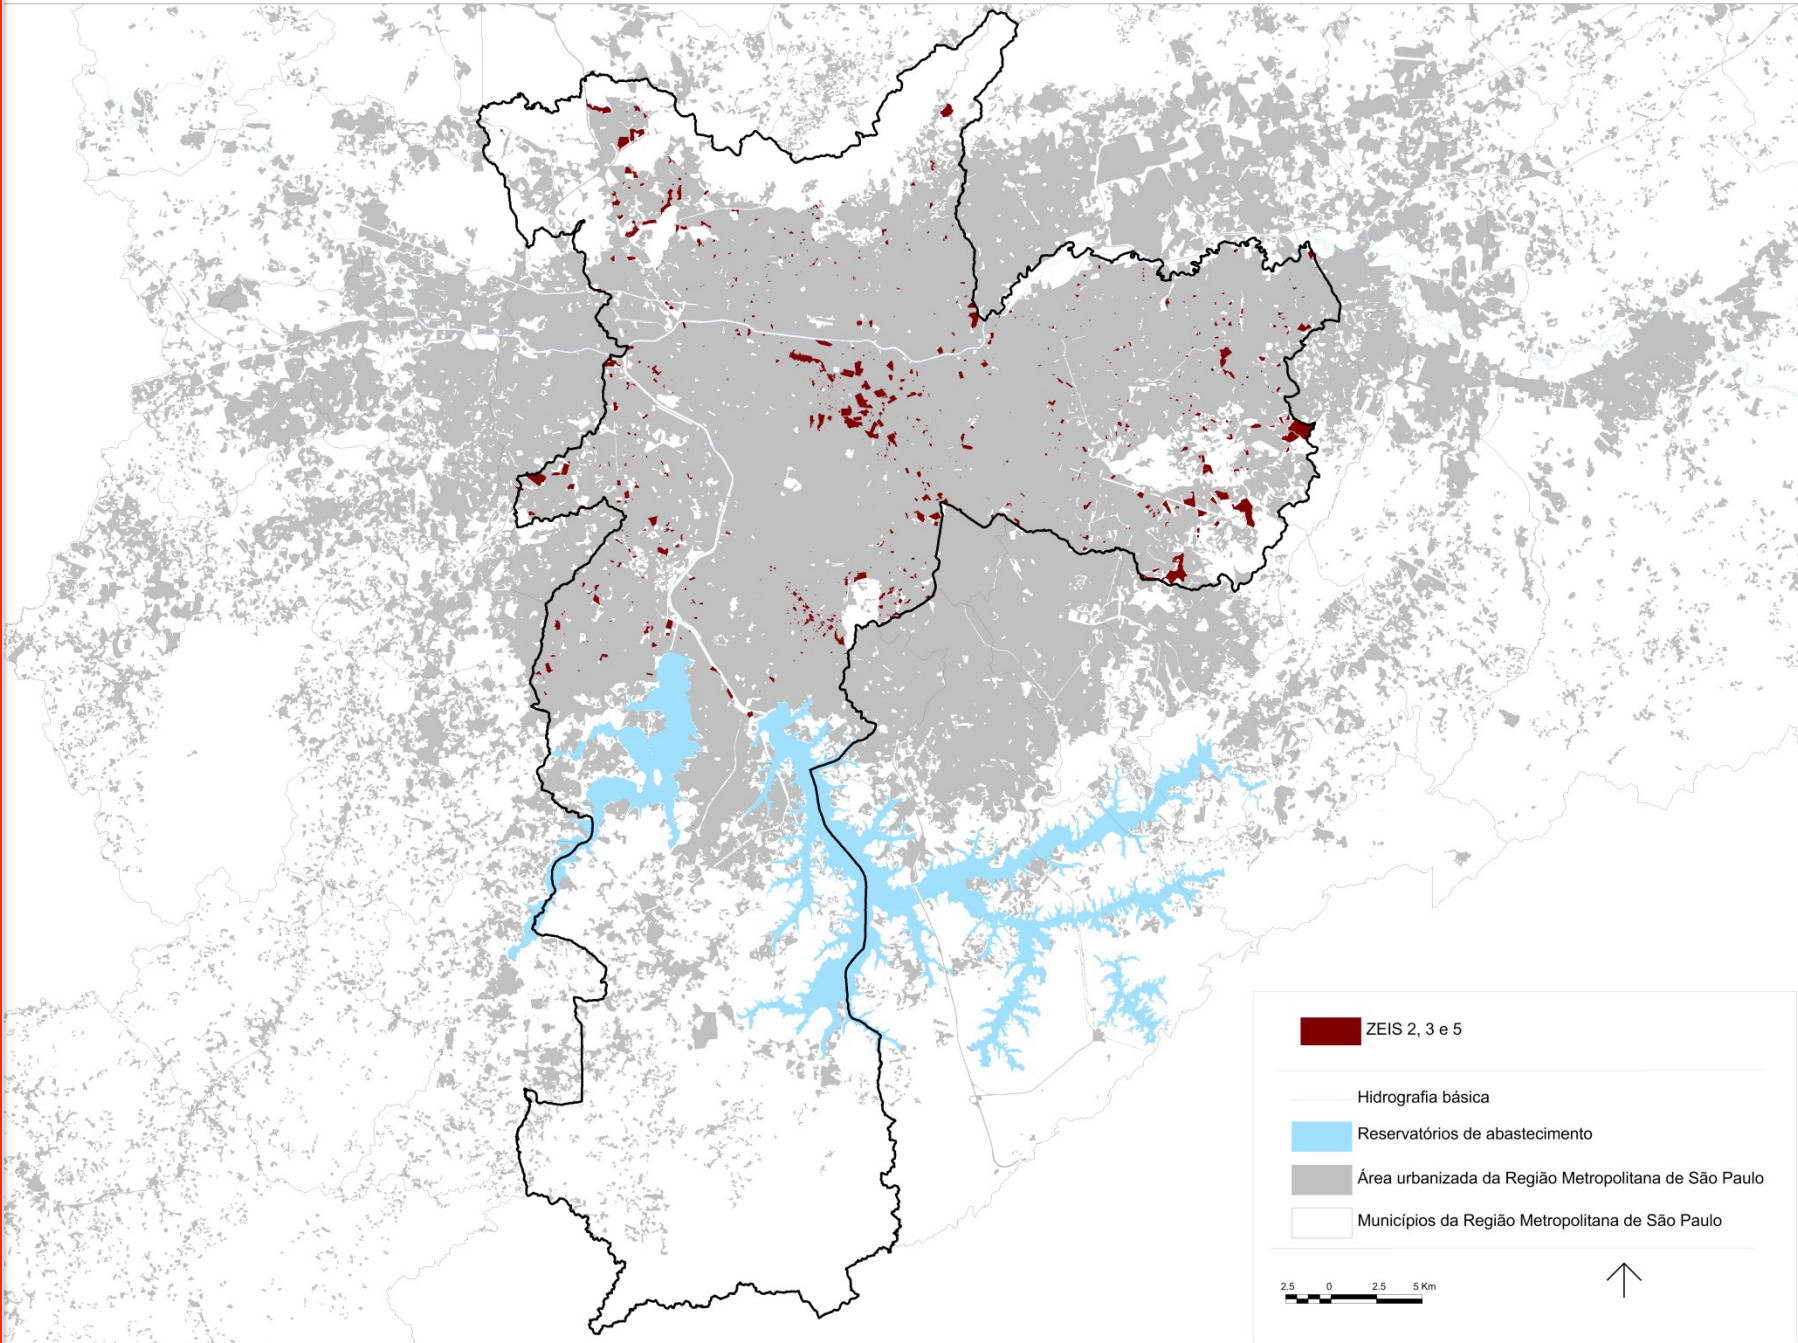 ZEIS 2, 3 e 5
Hidrografia básica
Reservatórios de abastecimento
Área urbanizada da Região Metropolitana de São Paulo
Municípios da Região Metropolitana de São Paulo
2.5 0 2.5 5 Km